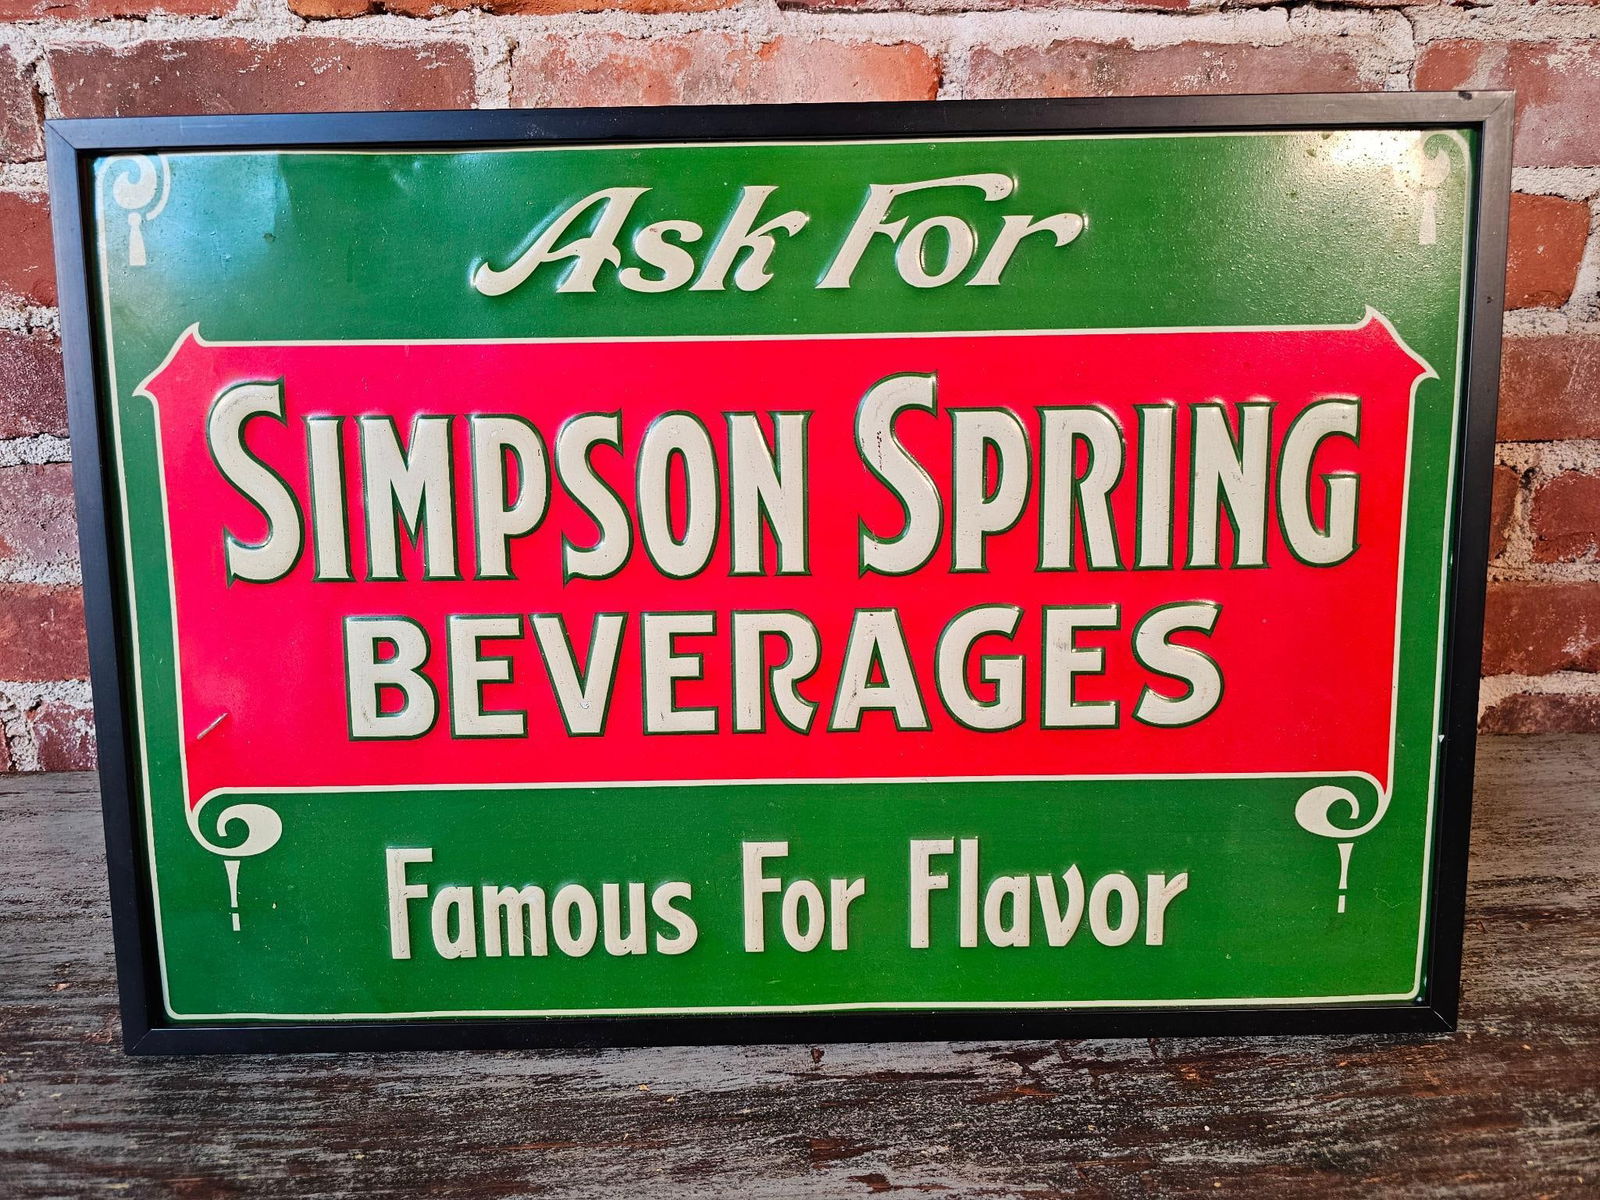 Ask For
SIMPSON SPRING
BEVERAGES
Famous For Flavor